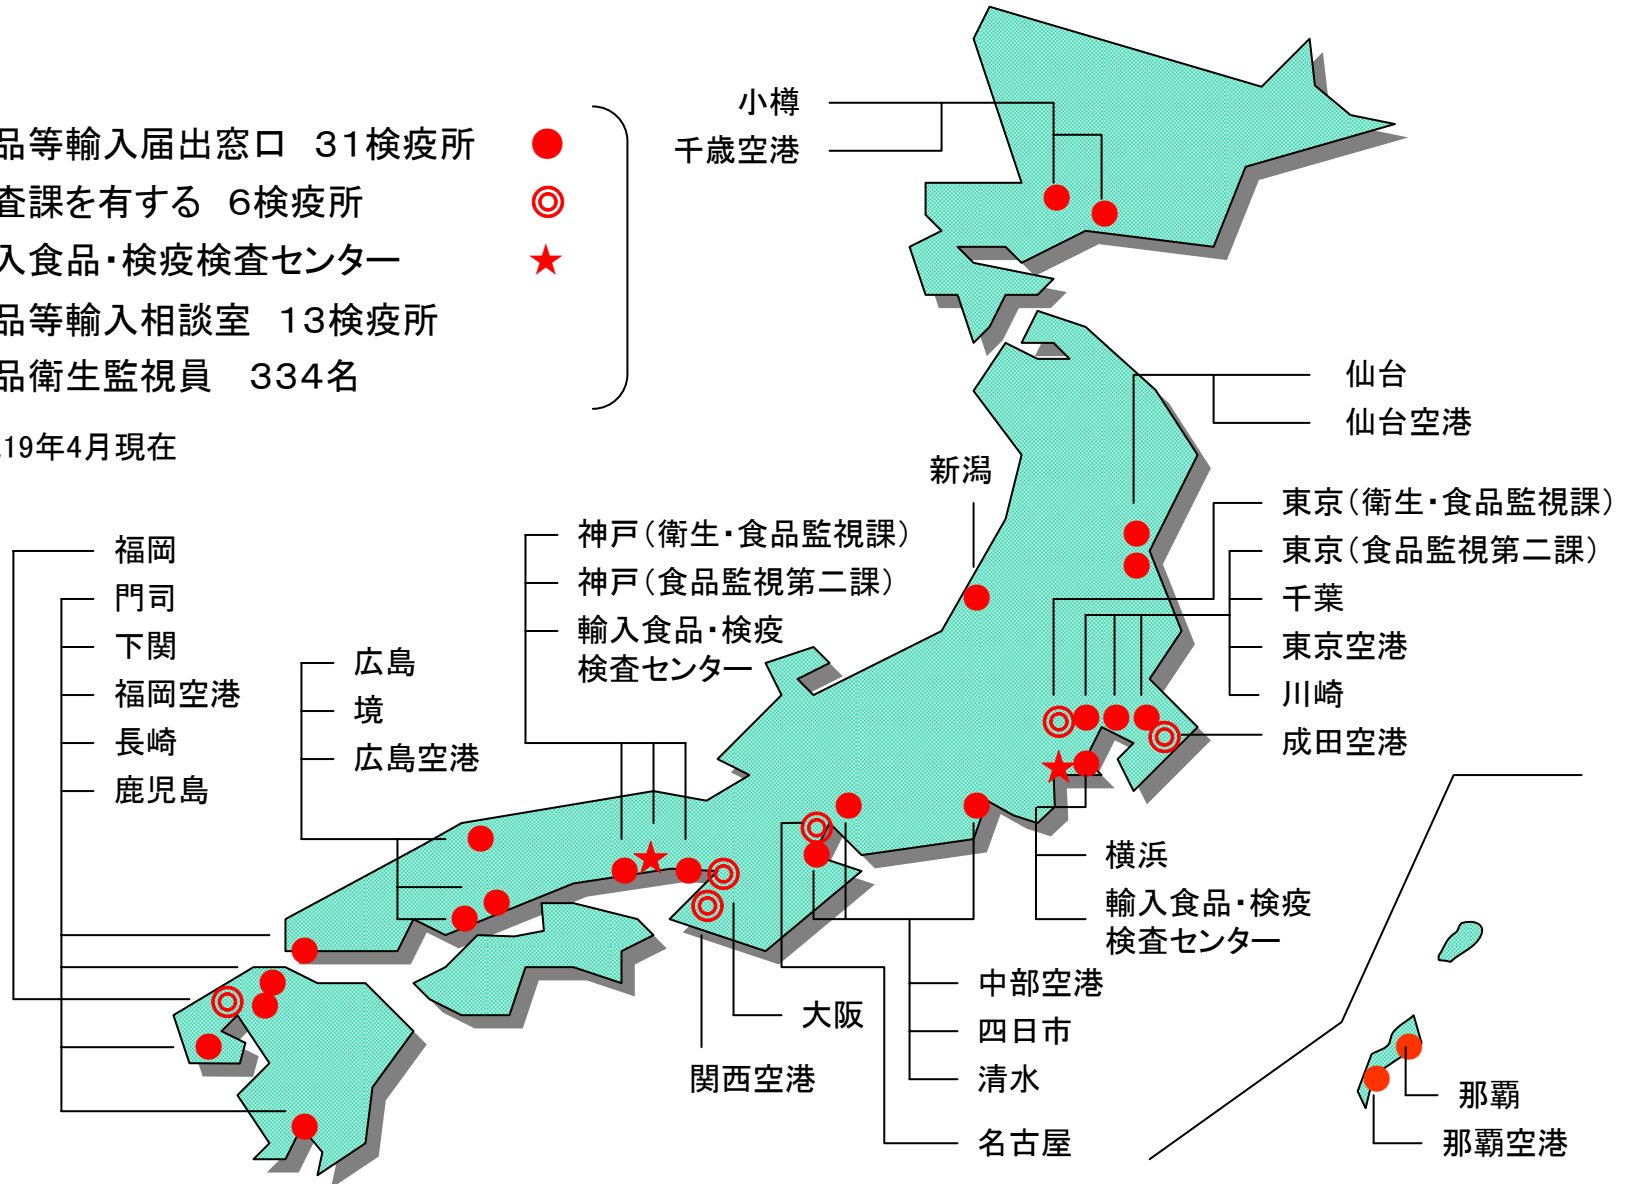 品等輸入届出窓口　31検疫所
査課を有する　6検疫所
入食品・検疫検査センター
品等輸入相談室　13検疫所
品衛生監視員　334名
19年4月現在
小樽
千歳空港
仙台
仙台空港
新潟
東京（衛生・食品監視課）
東京（食品監視第二課）
千葉
東京空港
川崎
成田空港
神戸（衛生・食品監視課）
神戸（食品監視第二課）
輸入食品・検疫
検査センター
福岡
門司
下関
福岡空港
長崎
鹿児島
広島
境
広島空港
横浜
輸入食品・検疫
検査センター
中部空港
四日市
清水
名古屋
大阪
関西空港
那覇
那覇空港